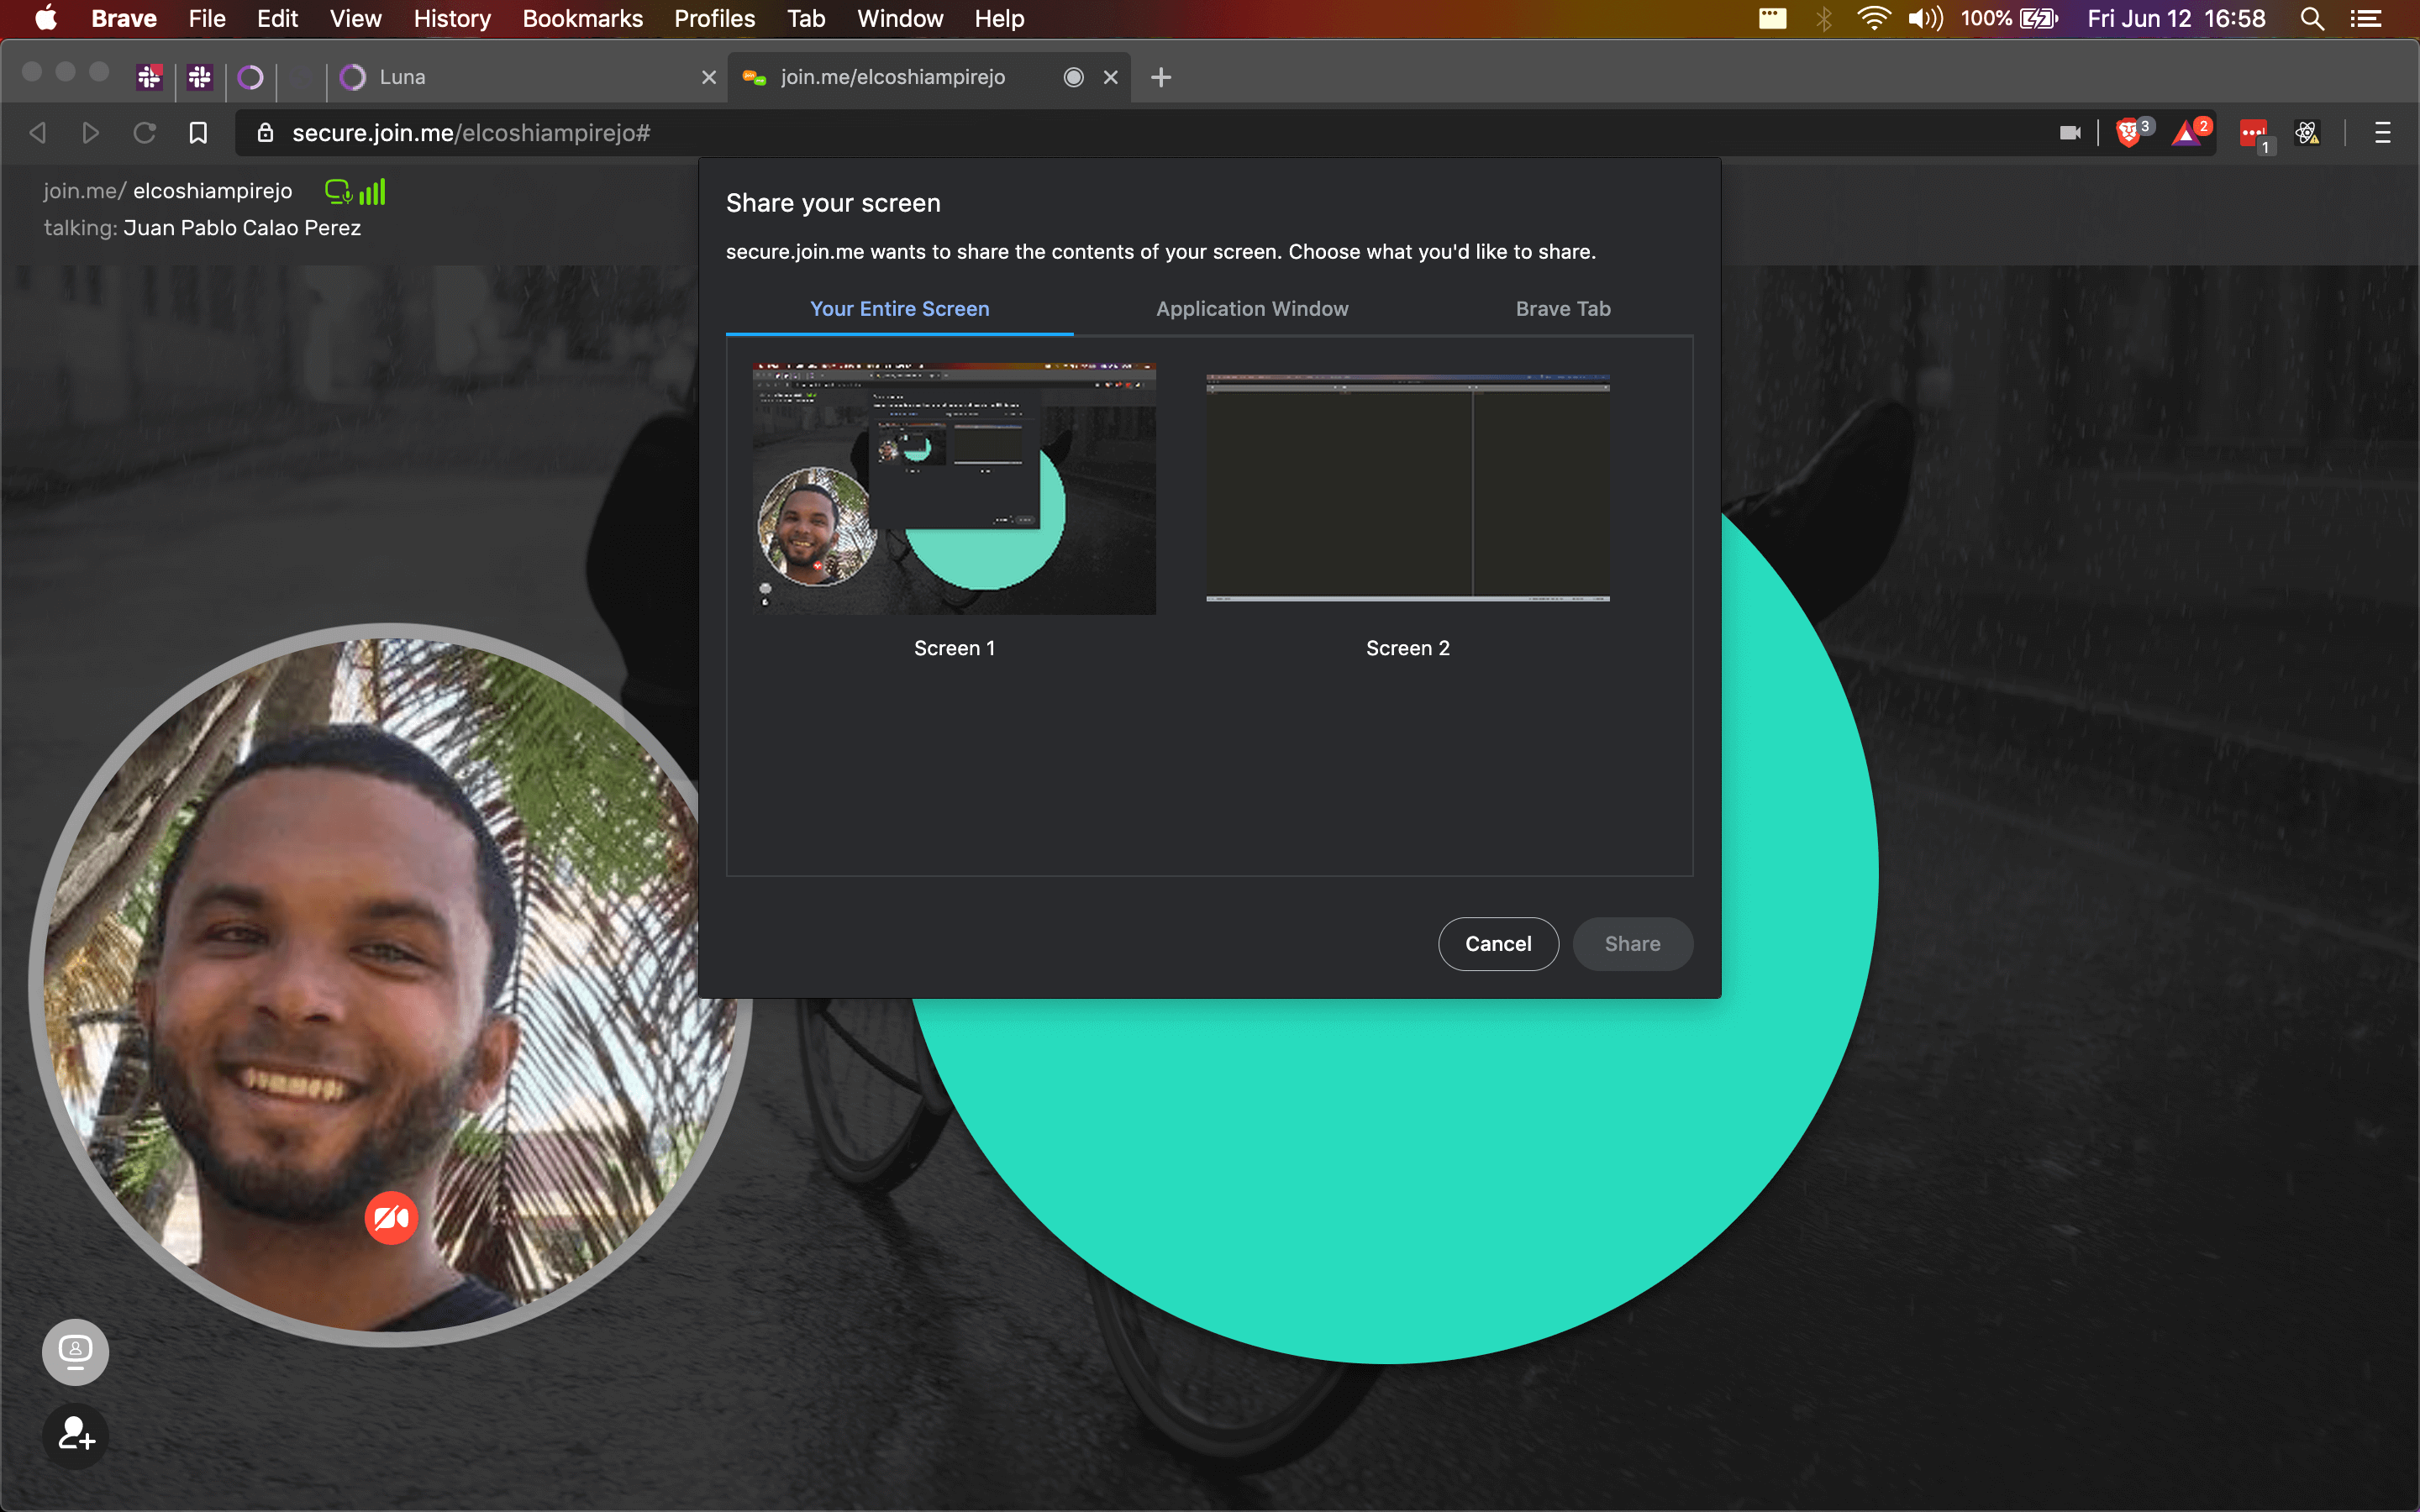 Brave File Edit View History Bookmarks Profiles Tab Window Help 100% Fri Jun 12 16:58
Luna join.me/elcoshiampirejo
secure.join.me/elcoshiampirejo# 3 2 1
join.me/ elcoshiampirejo
talking: Juan Pablo Calao Perez
Share your screen
secure.join.me wants to share the contents of your screen. Choose what you'd like to share.
Your Entire Screen Application Window Brave Tab
Screen 1 Screen 2
Cancel Share